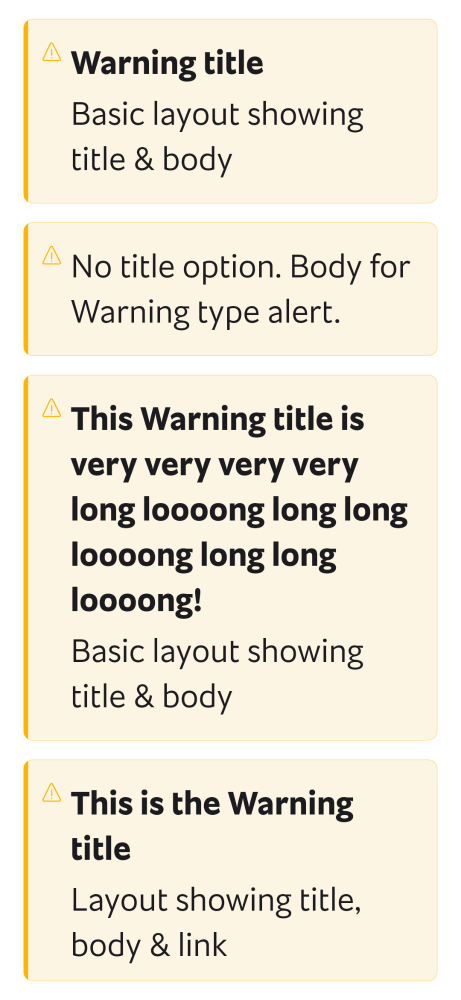 Warning title
Basic layout showing
title & body
No title option. Body for
Warning type alert.
This Warning title is
very very very very
long loooong long long
loooong long long
loooong!
Basic layout showing
title & body
This is the Warning
title
Layout showing title,
body & link